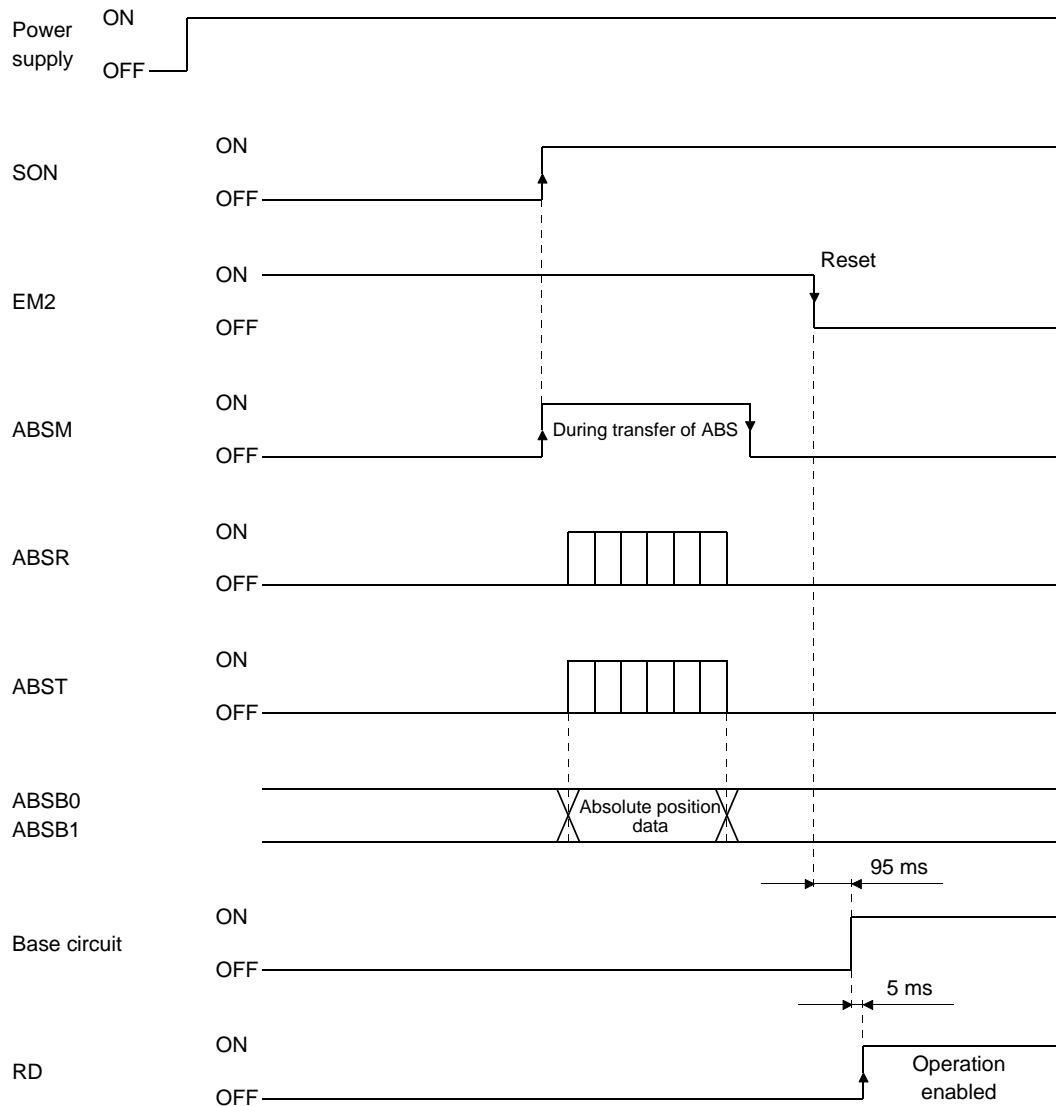 Power supply
ON
OFF
SON
ON
OFF
EM2
ON
OFF
Reset
ABSM
ON
OFF
During transfer of ABS
ABSR
ON
OFF
ABST
ON
OFF
ABSB0
ABSB1
Absolute position
data
95 ms
Base circuit
ON
OFF
5 ms
RD
ON
OFF
Operation
enabled